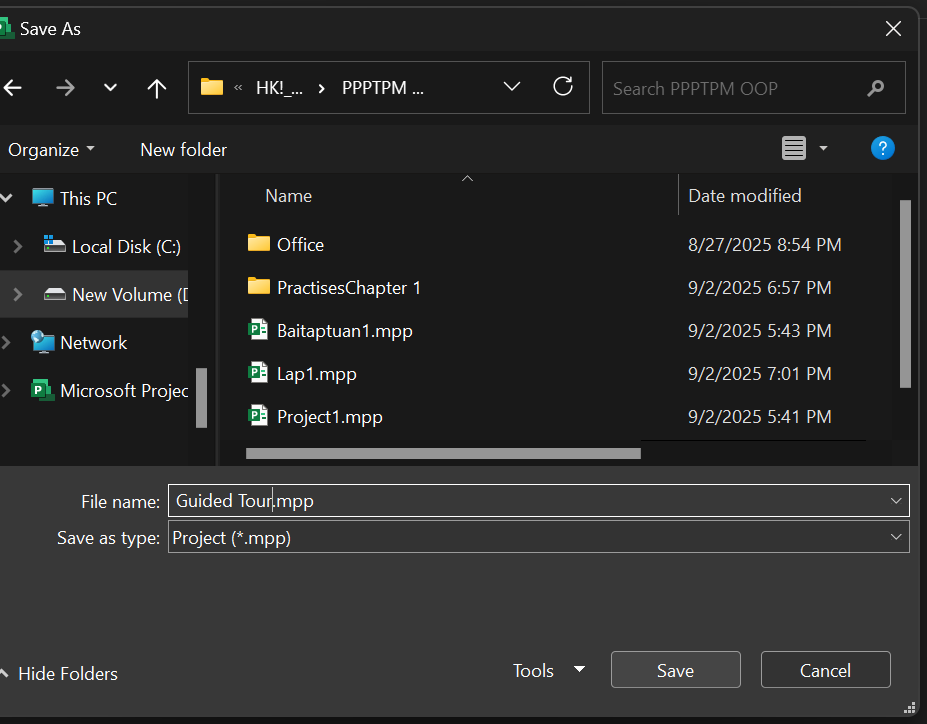 Save As
« HK!_... › PPPTPM ...
Search PPPTPM OOP
Organize New folder
?
This PC
Local Disk (C:)
New Volume (D
Network
Microsoft Projec
Name Date modified
Office 8/27/2025 8:54 PM
PractisesChapter 1 9/2/2025 6:57 PM
Baitaptuan1.mpp 9/2/2025 5:43 PM
Lap1.mpp 9/2/2025 7:01 PM
Project1.mpp 9/2/2025 5:41 PM
File name: Guided Tour.mpp
Save as type: Project (*.mpp)
Hide Folders Tools Save Cancel